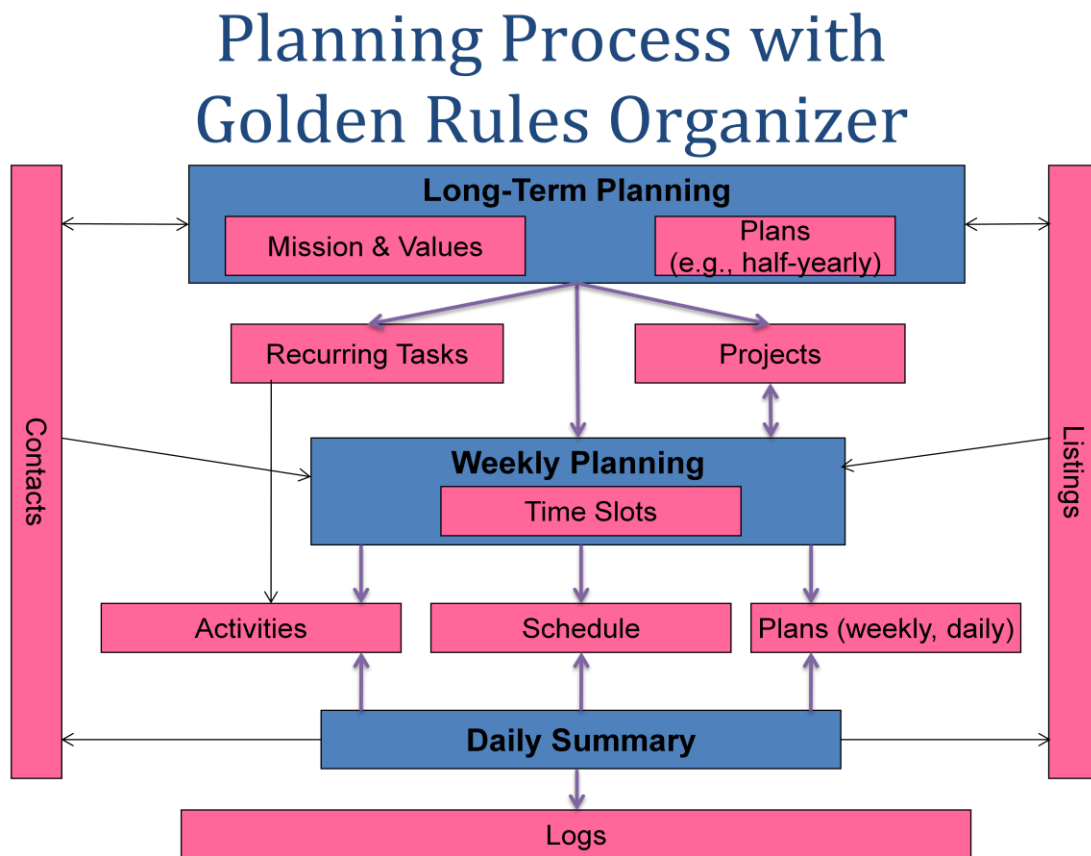 Planning Process with
Golden Rules Organizer
Long-Term Planning
Mission & Values
Plans
(e.g., half-yearly)
Recurring Tasks
Projects
Contacts
Listings
Weekly Planning
Time Slots
Activities
Schedule
Plans (weekly, daily)
Daily Summary
Logs